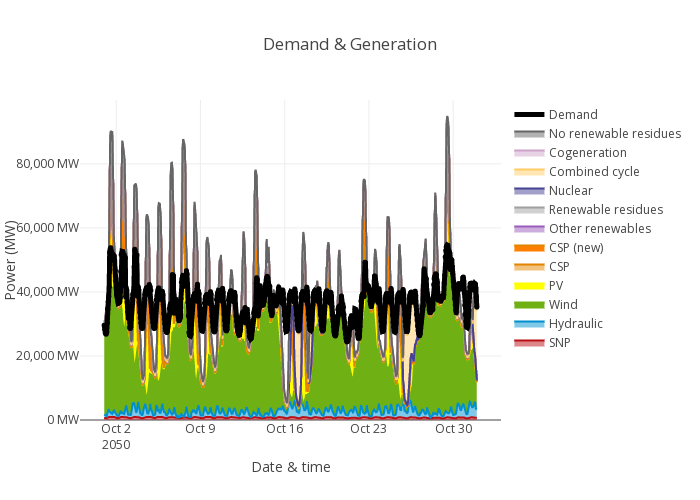 Demand & Generation
Power (MW)
80,000 MW
60,000 MW
40,000 MW
20,000 MW
0 MW
Oct 2
2050
Oct 9
Oct 16
Oct 23
Oct 30
Date & time
Demand
No renewable residues
Cogeneration
Combined cycle
Nuclear
Renewable residues
Other renewables
CSP (new)
CSP
PV
Wind
Hydraulic
SNP